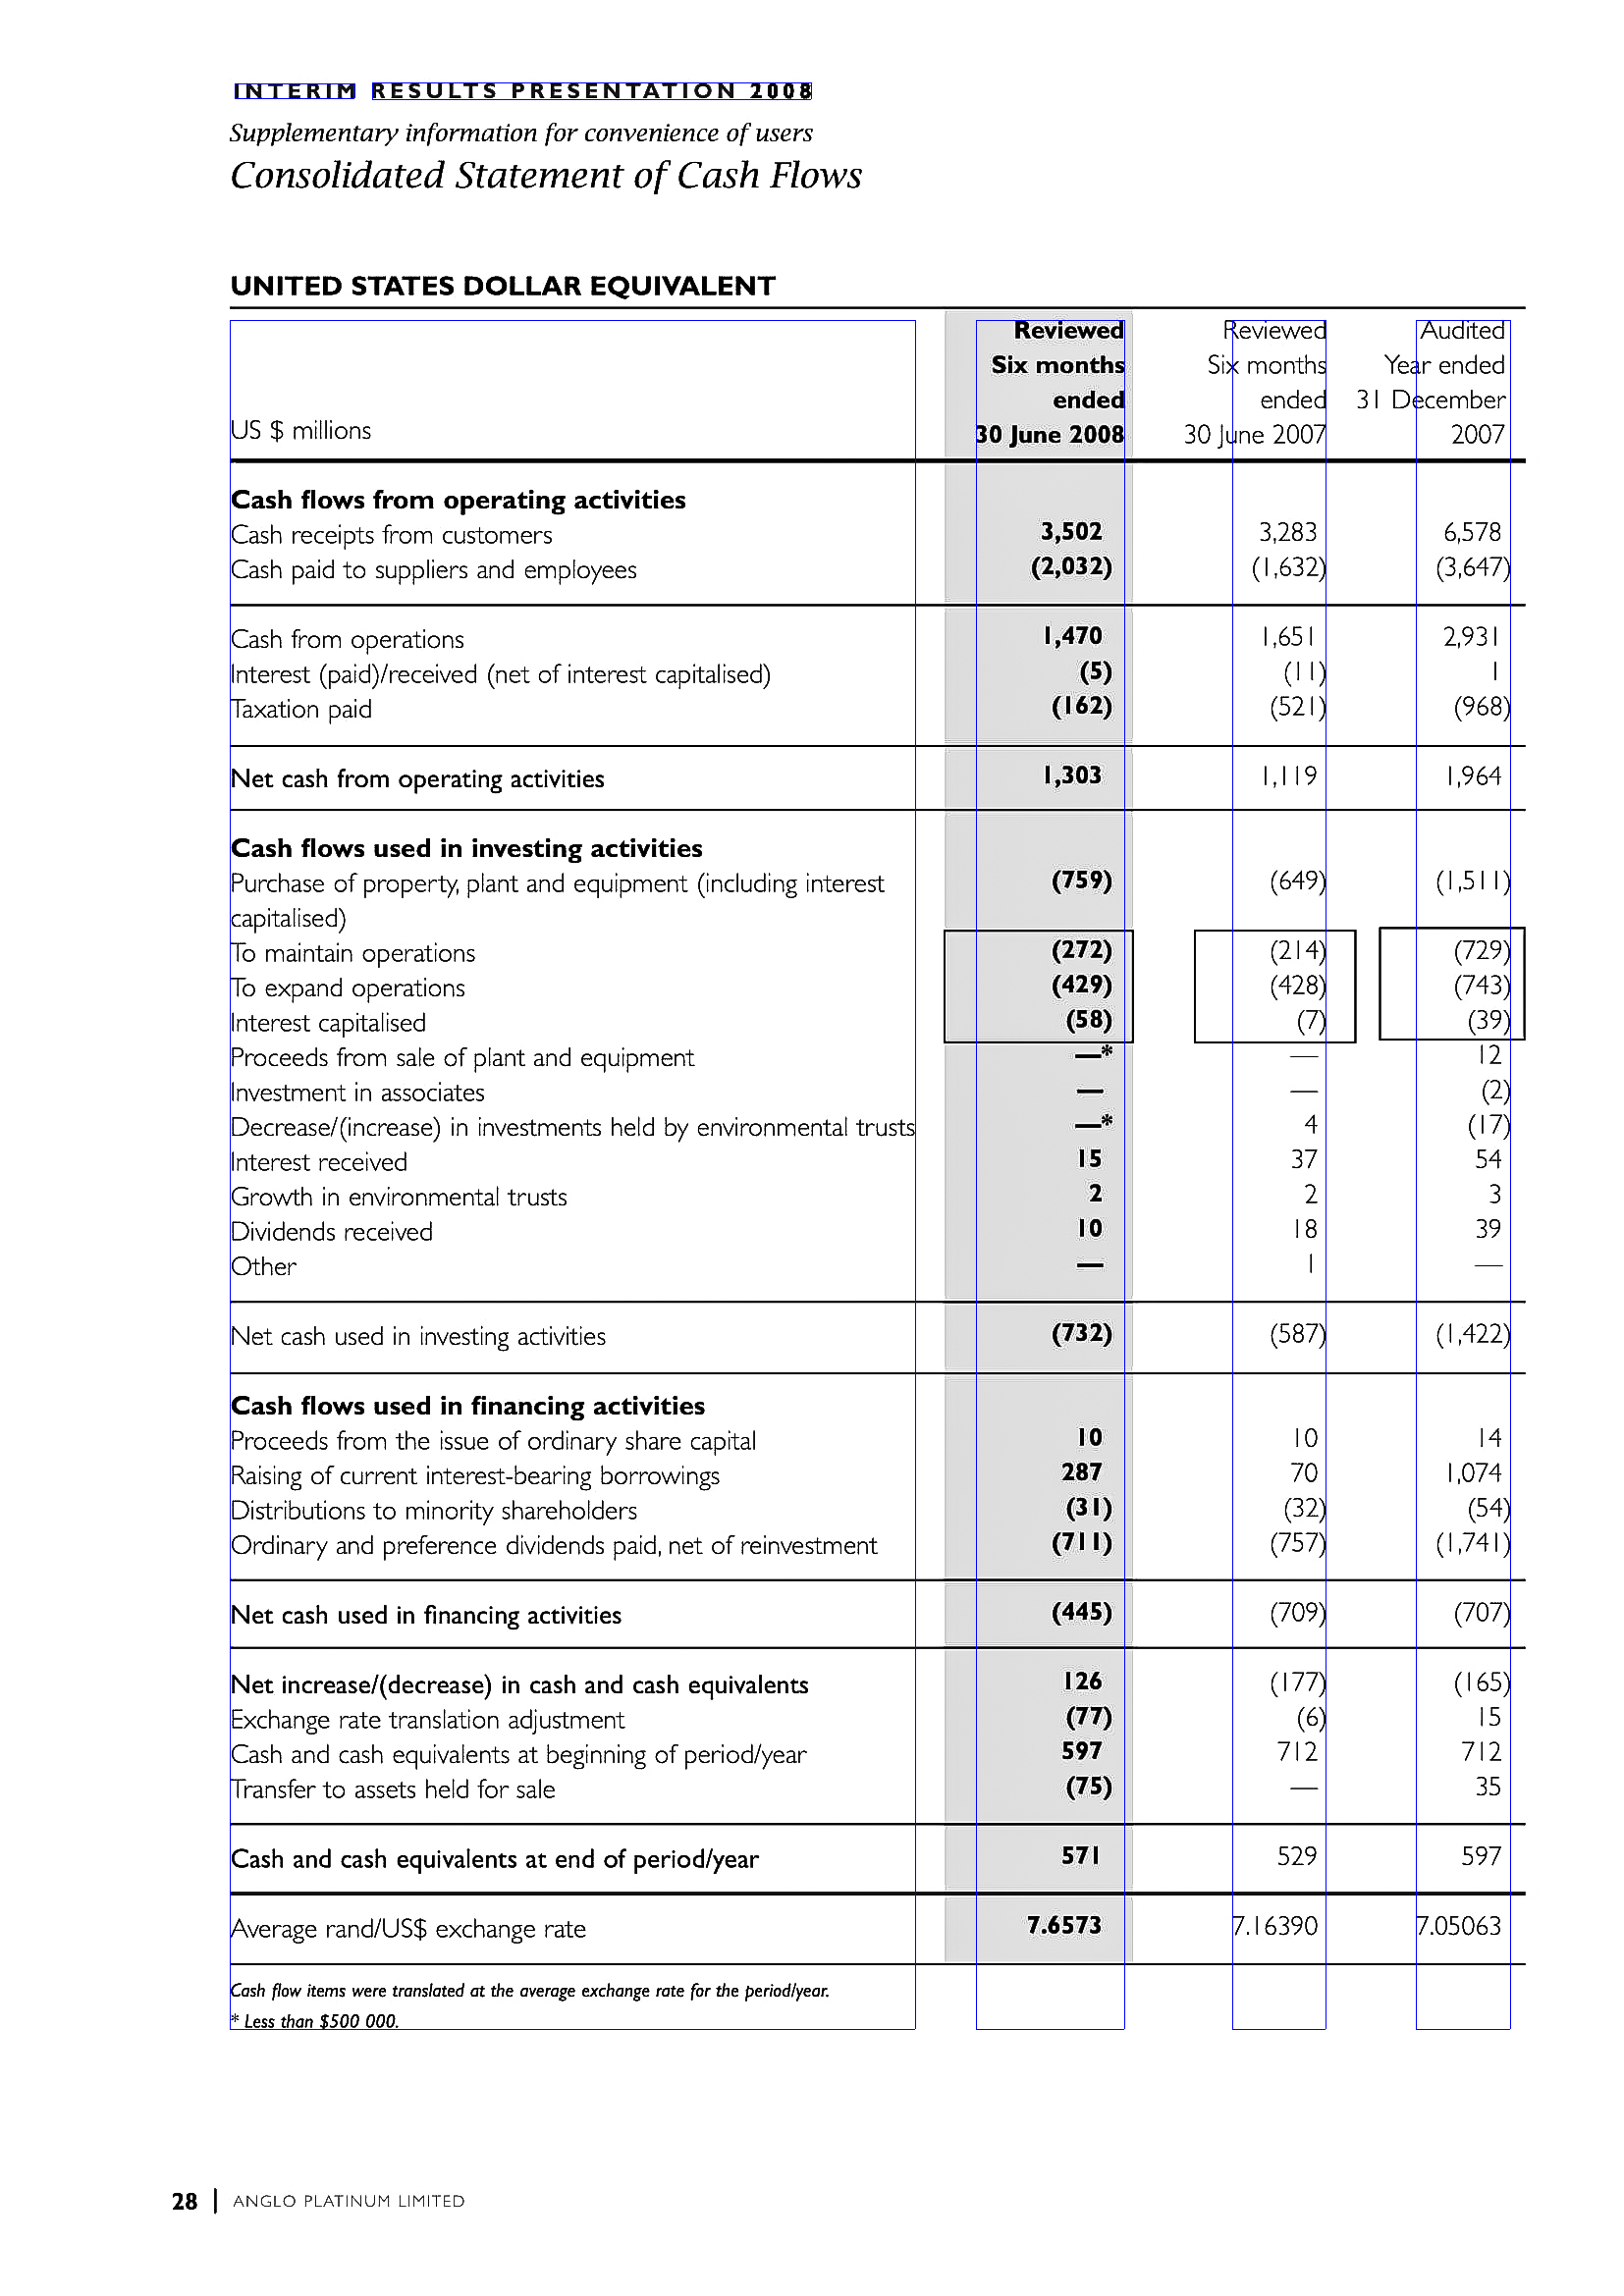 INTERIM RESULTS PRESENTATION 2008
Supplementary information for convenience of users
Consolidated Statement of Cash Flows
UNITED STATES DOLLAR EQUIVALENT
Reviewed Reviewed Audited
Six months Six months Year ended
ended ended 31 December
US $ millions 30 June 2008 30 June 2007 2007
Cash flows from operating activities
Cash receipts from customers 3,502 3,283 6,578
Cash paid to suppliers and employees (2,032) (1,632) (3,647)
Cash from operations 1,470 1,651 2,931
Interest (paid)/received (net of interest capitalised) (5) (11) 1
Taxation paid (162) (521) (968)
Net cash from operating activities 1,303 1,119 1,964
Cash flows used in investing activities
Purchase of property, plant and equipment (including interest (759) (649) (1,511)
capitalised)
To maintain operations (272) (214) (729)
To expand operations (429) (428) (743)
Interest capitalised (58) (7) (39)
Proceeds from sale of plant and equipment —* — 12
Investment in associates — — (2)
Decrease/(increase) in investments held by environmental trusts —* 4 (17)
Interest received 15 37 54
Growth in environmental trusts 2 2 3
Dividends received 10 18 39
Other — 1 —
Net cash used in investing activities (732) (587) (1,422)
Cash flows used in financing activities
Proceeds from the issue of ordinary share capital 10 10 14
Raising of current interest-bearing borrowings 287 70 1,074
Distributions to minority shareholders (31) (32) (54)
Ordinary and preference dividends paid, net of reinvestment (711) (757) (1,741)
Net cash used in financing activities (445) (709) (707)
Net increase/(decrease) in cash and cash equivalents 126 (177) (165)
Exchange rate translation adjustment (77) (6) 15
Cash and cash equivalents at beginning of period/year 597 712 712
Transfer to assets held for sale (75) — 35
Cash and cash equivalents at end of period/year 571 529 597
Average rand/US$ exchange rate 7.6573 7.16390 7.05063
Cash flow items were translated at the average exchange rate for the period/year.
* Less than $500 000.
28 | ANGLO PLATINUM LIMITED